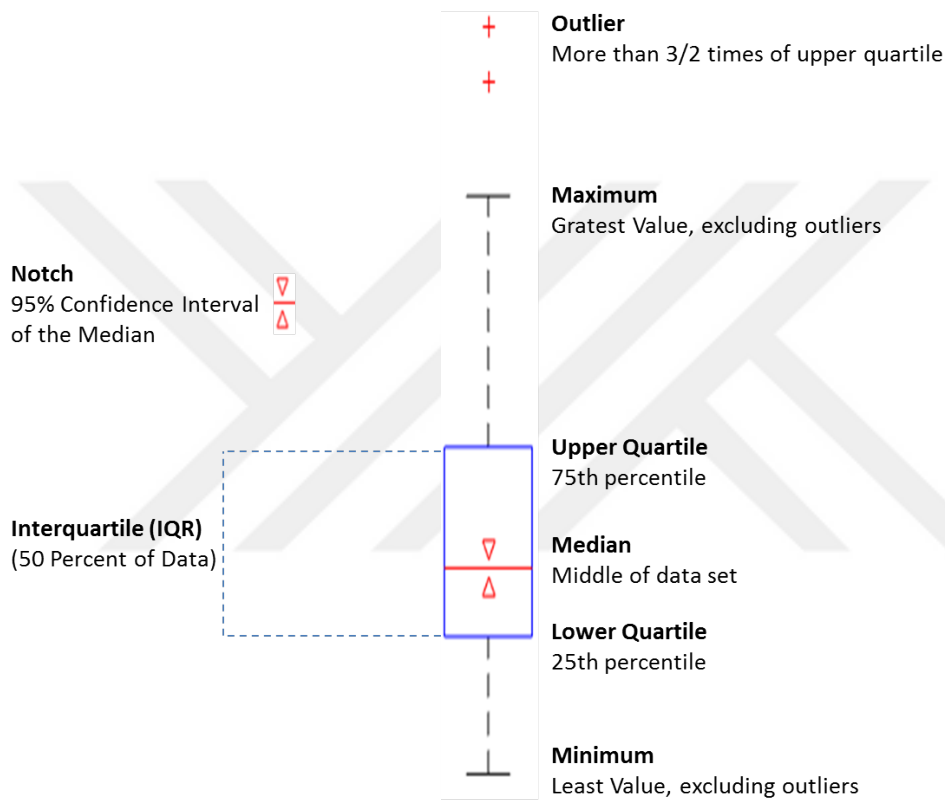 Outlier
More than 3/2 times of upper quartile
Maximum
Gratest Value, excluding outliers
Notch
95% Confidence Interval
of the Median
Upper Quartile
75th percentile
Interquartile (IQR)
(50 Percent of Data)
Median
Middle of data set
Lower Quartile
25th percentile
Minimum
Least Value, excluding outliers